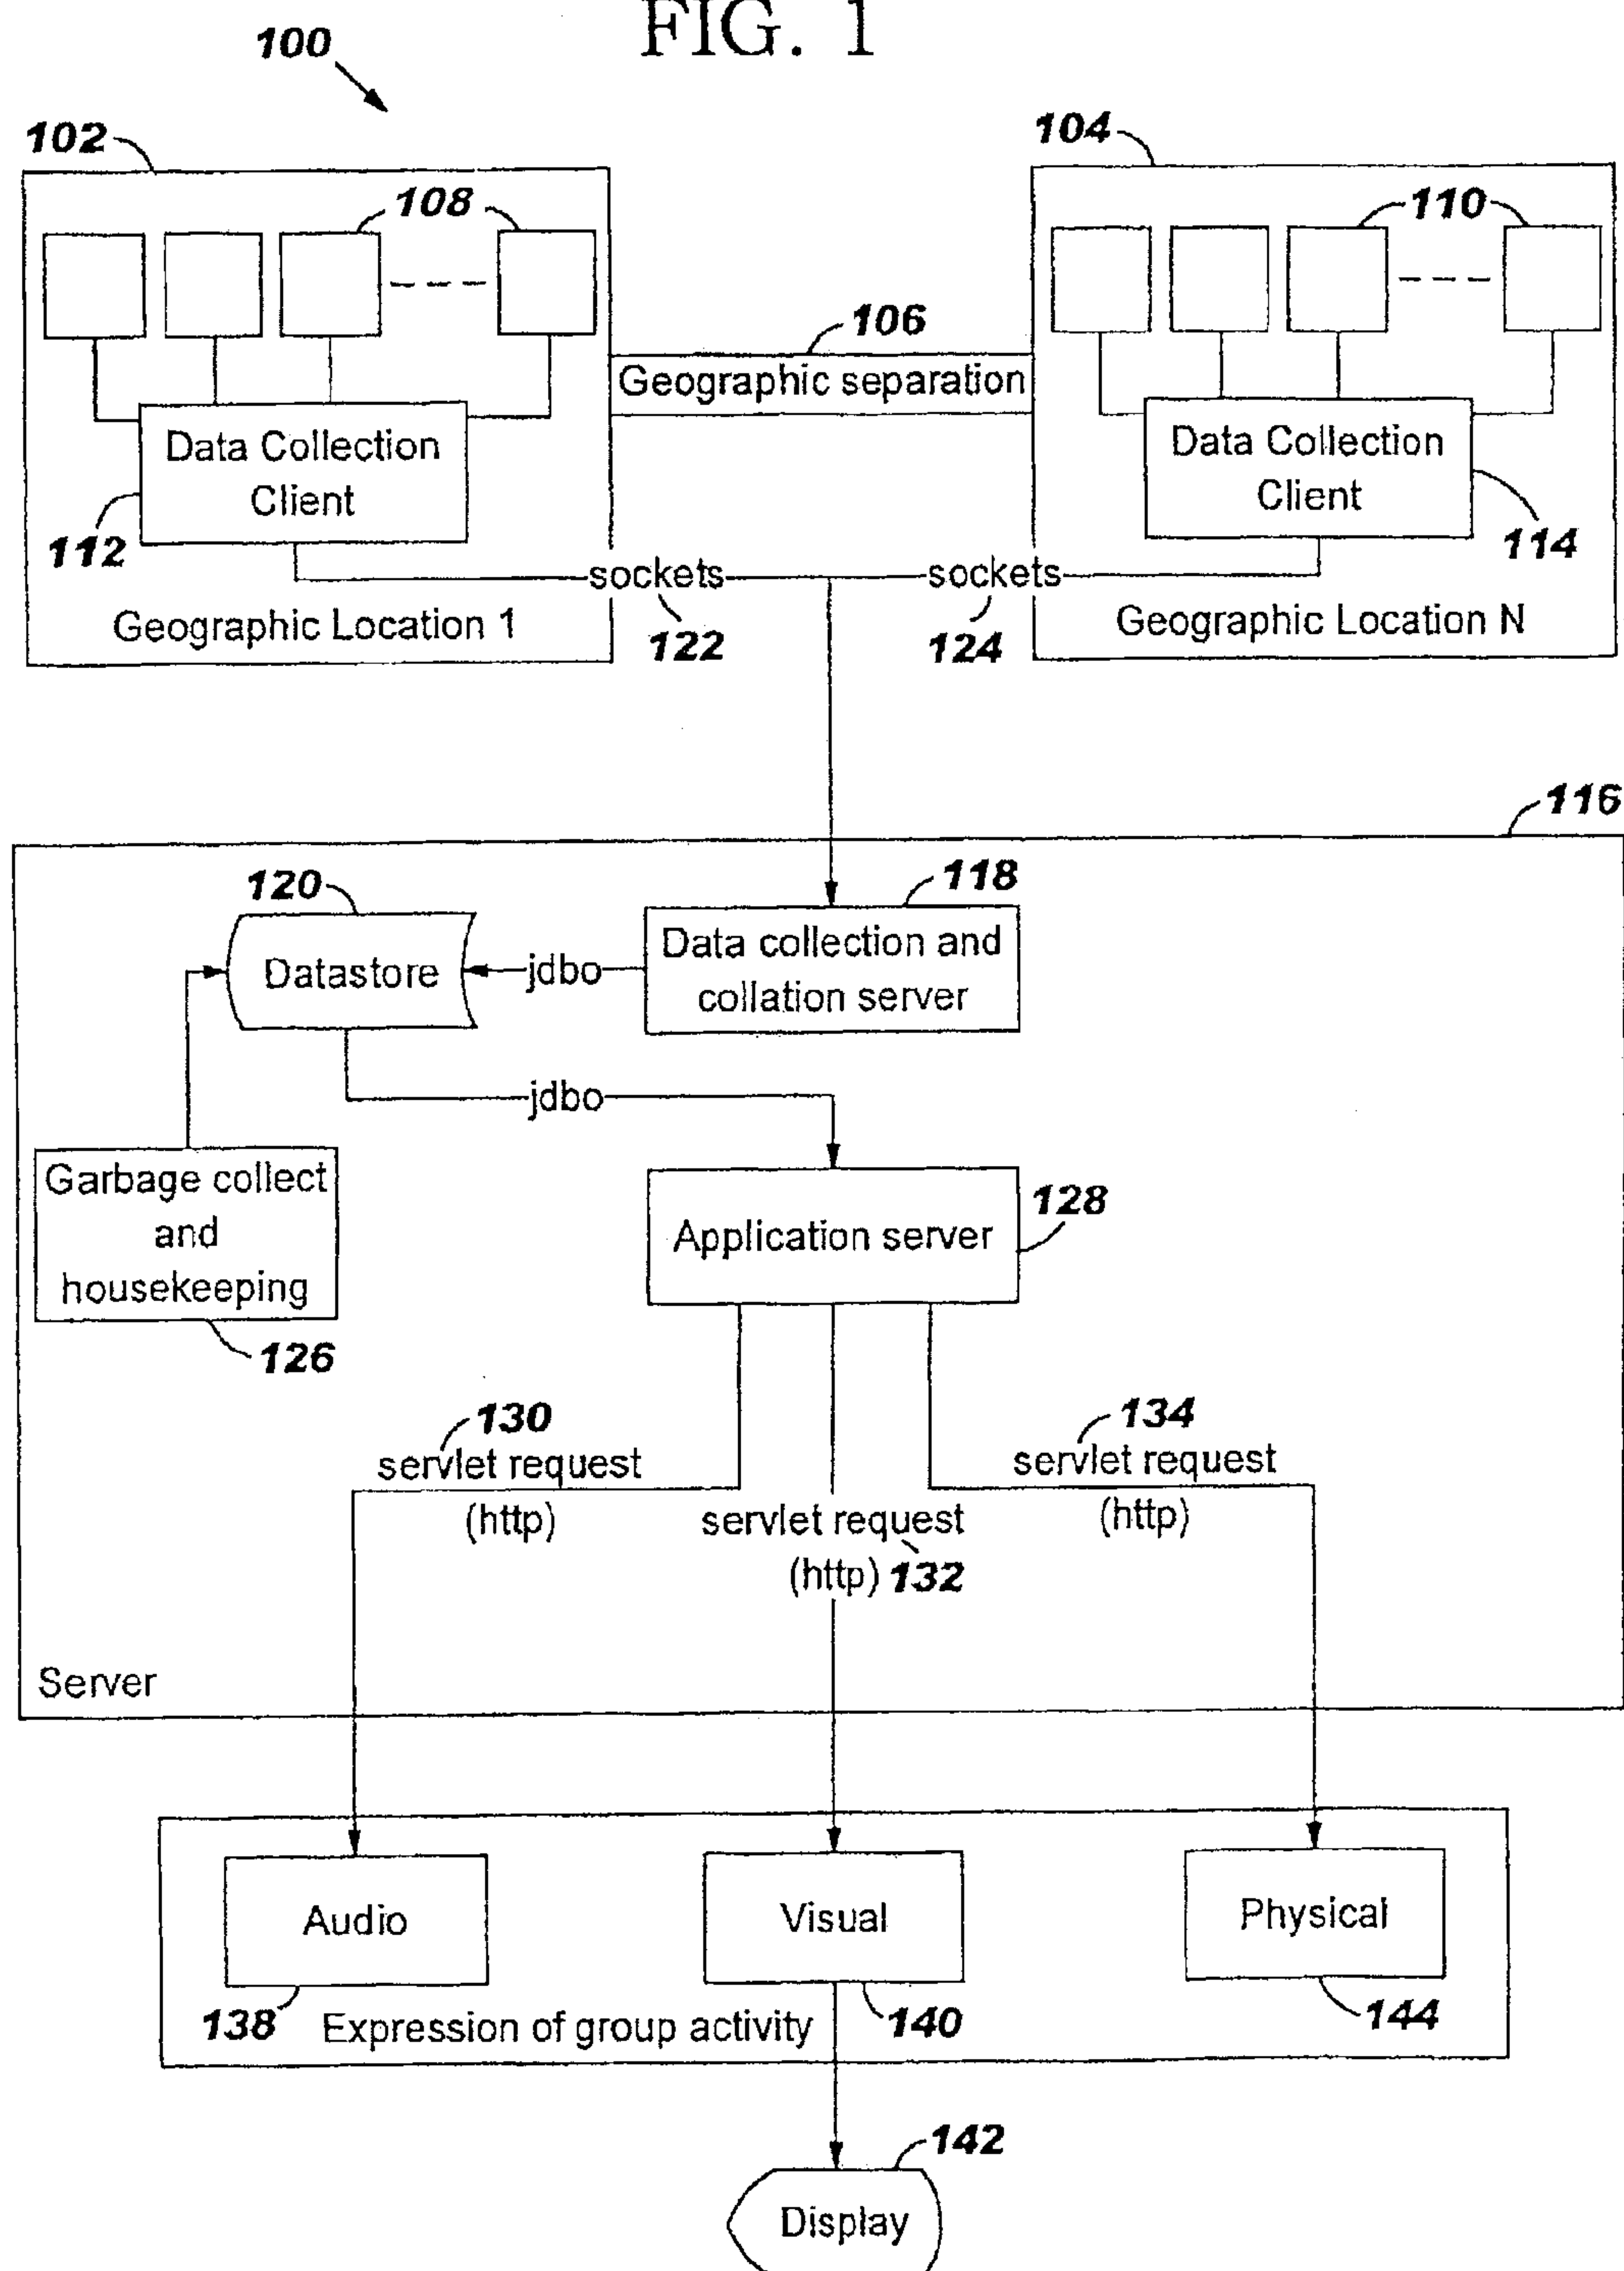 FIG. 1
100
102
104
108
110
106
Geographic separation
Data Collection
Client
Data Collection
Client
112
114
sockets
sockets
122
124
Geographic Location 1
Geographic Location N
116
120
118
Datastore
jdbo
Data collection and
collation server
jdbo
Garbage collect
and
housekeeping
126
Application server
128
130
servlet request
(http)
servlet request
(http) 132
134
servlet request
(http)
Server
Audio
Visual
Physical
138
140
144
Expression of group activity
142
Display